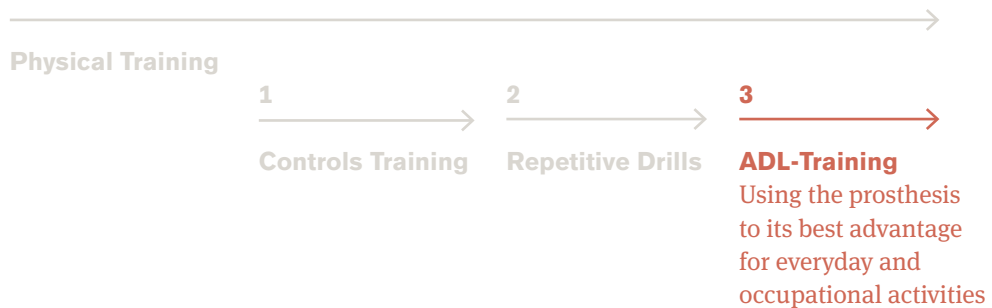 Physical Training
1
2
3
Controls Training
Repetitive Drills
ADL-Training
Using the prosthesis
to its best advantage
for everyday and
occupational activities